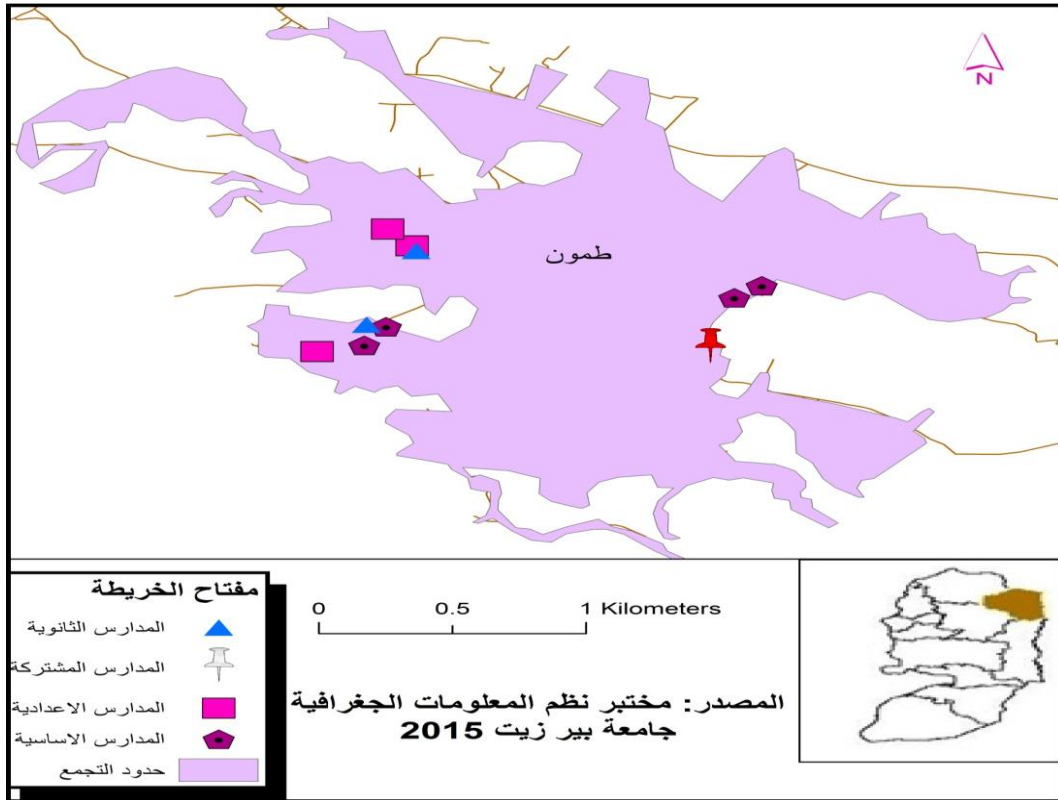 N
طمون
مفتاح الخريطة
المدارس الثانوية
المدارس المشتركة
المدارس الاعدادية
المدارس الاساسية
حدود التجمع
0 0.5 1 Kilometers
المصدر: مختبر نظم المعلومات الجغرافية
جامعة بير زيت 2015